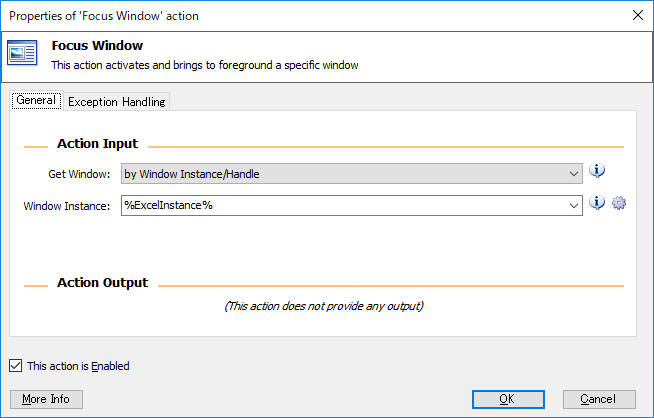 Properties of 'Focus Window' action
Focus Window
This action activates and brings to foreground a specific window
General Exception Handling
Action Input
Get Window: by Window Instance/Handle
Window Instance: %ExcelInstance%
Action Output
(This action does not provide any output)
This action is Enabled
More Info OK Cancel